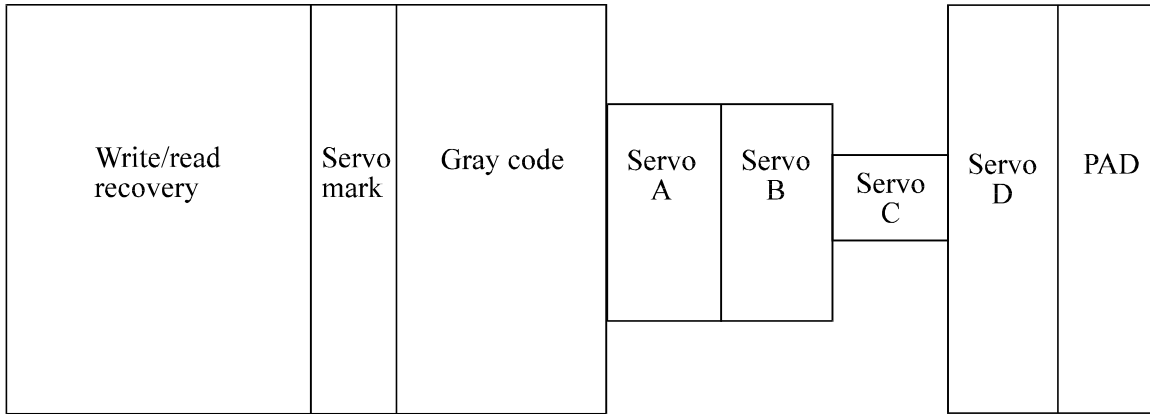 Write/read
recovery
Servo
mark
Gray code
Servo
A
Servo
B
Servo
C
Servo
D
PAD